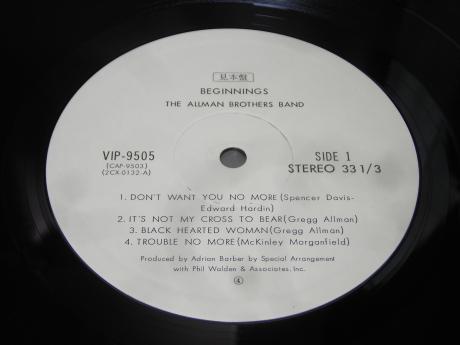 見本盤
BEGINNINGS
THE ALLMAN BROTHERS BAND
VIP-9505
(CAP-9503)
(2CX-0132-A)
SIDE 1
STEREO 33 1/3
1. DON'T WANT YOU NO MORE (Spencer Davis-
Edward Hardin)
2. IT'S NOT MY CROSS TO BEAR(Gregg Allman)
3. BLACK HEARTED WOMAN(Gregg Allman)
4. TROUBLE NO MORE(McKinley Morganfield)
Produced by Adrian Barber by Special Arrangement
with Phil Walden & Associates, Inc.
④